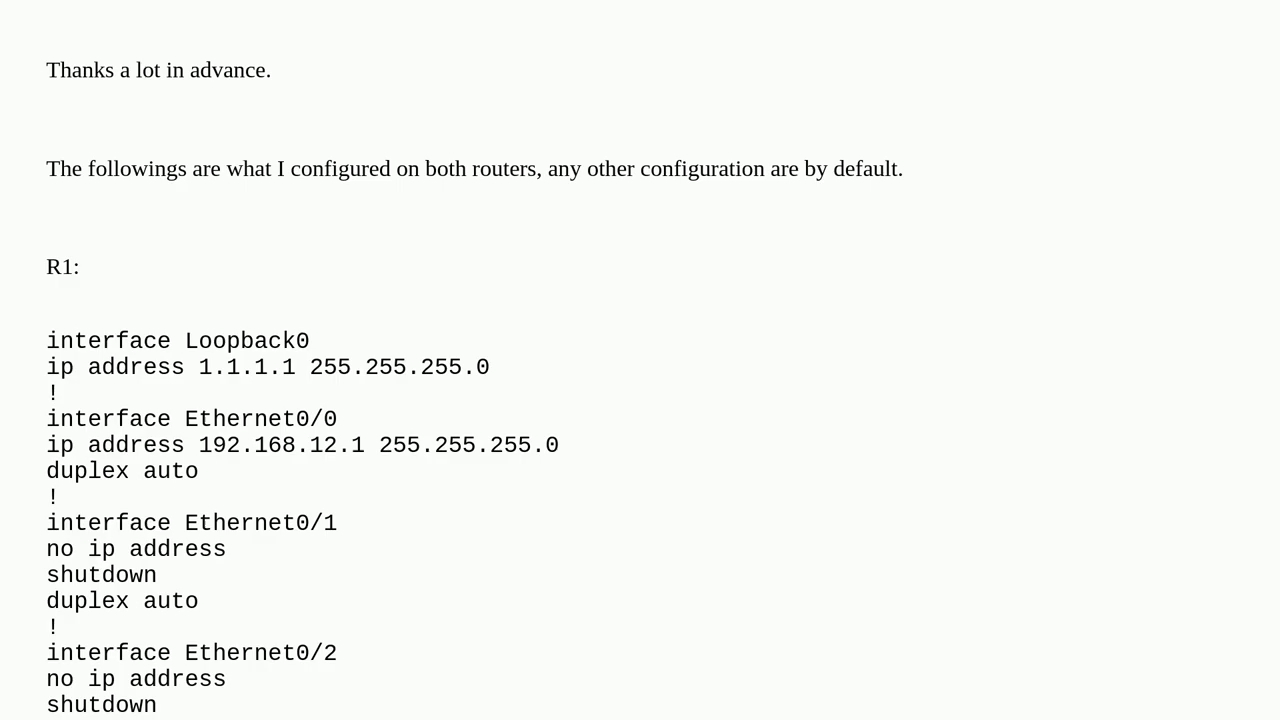 Thanks a lot in advance.
The followings are what I configured on both routers, any other configuration are by default.
R1:
interface Loopback0
ip address 1.1.1.1 255.255.255.0
!
interface Ethernet0/0
ip address 192.168.12.1 255.255.255.0
duplex auto
!
interface Ethernet0/1
no ip address
shutdown
duplex auto
!
interface Ethernet0/2
no ip address
shutdown